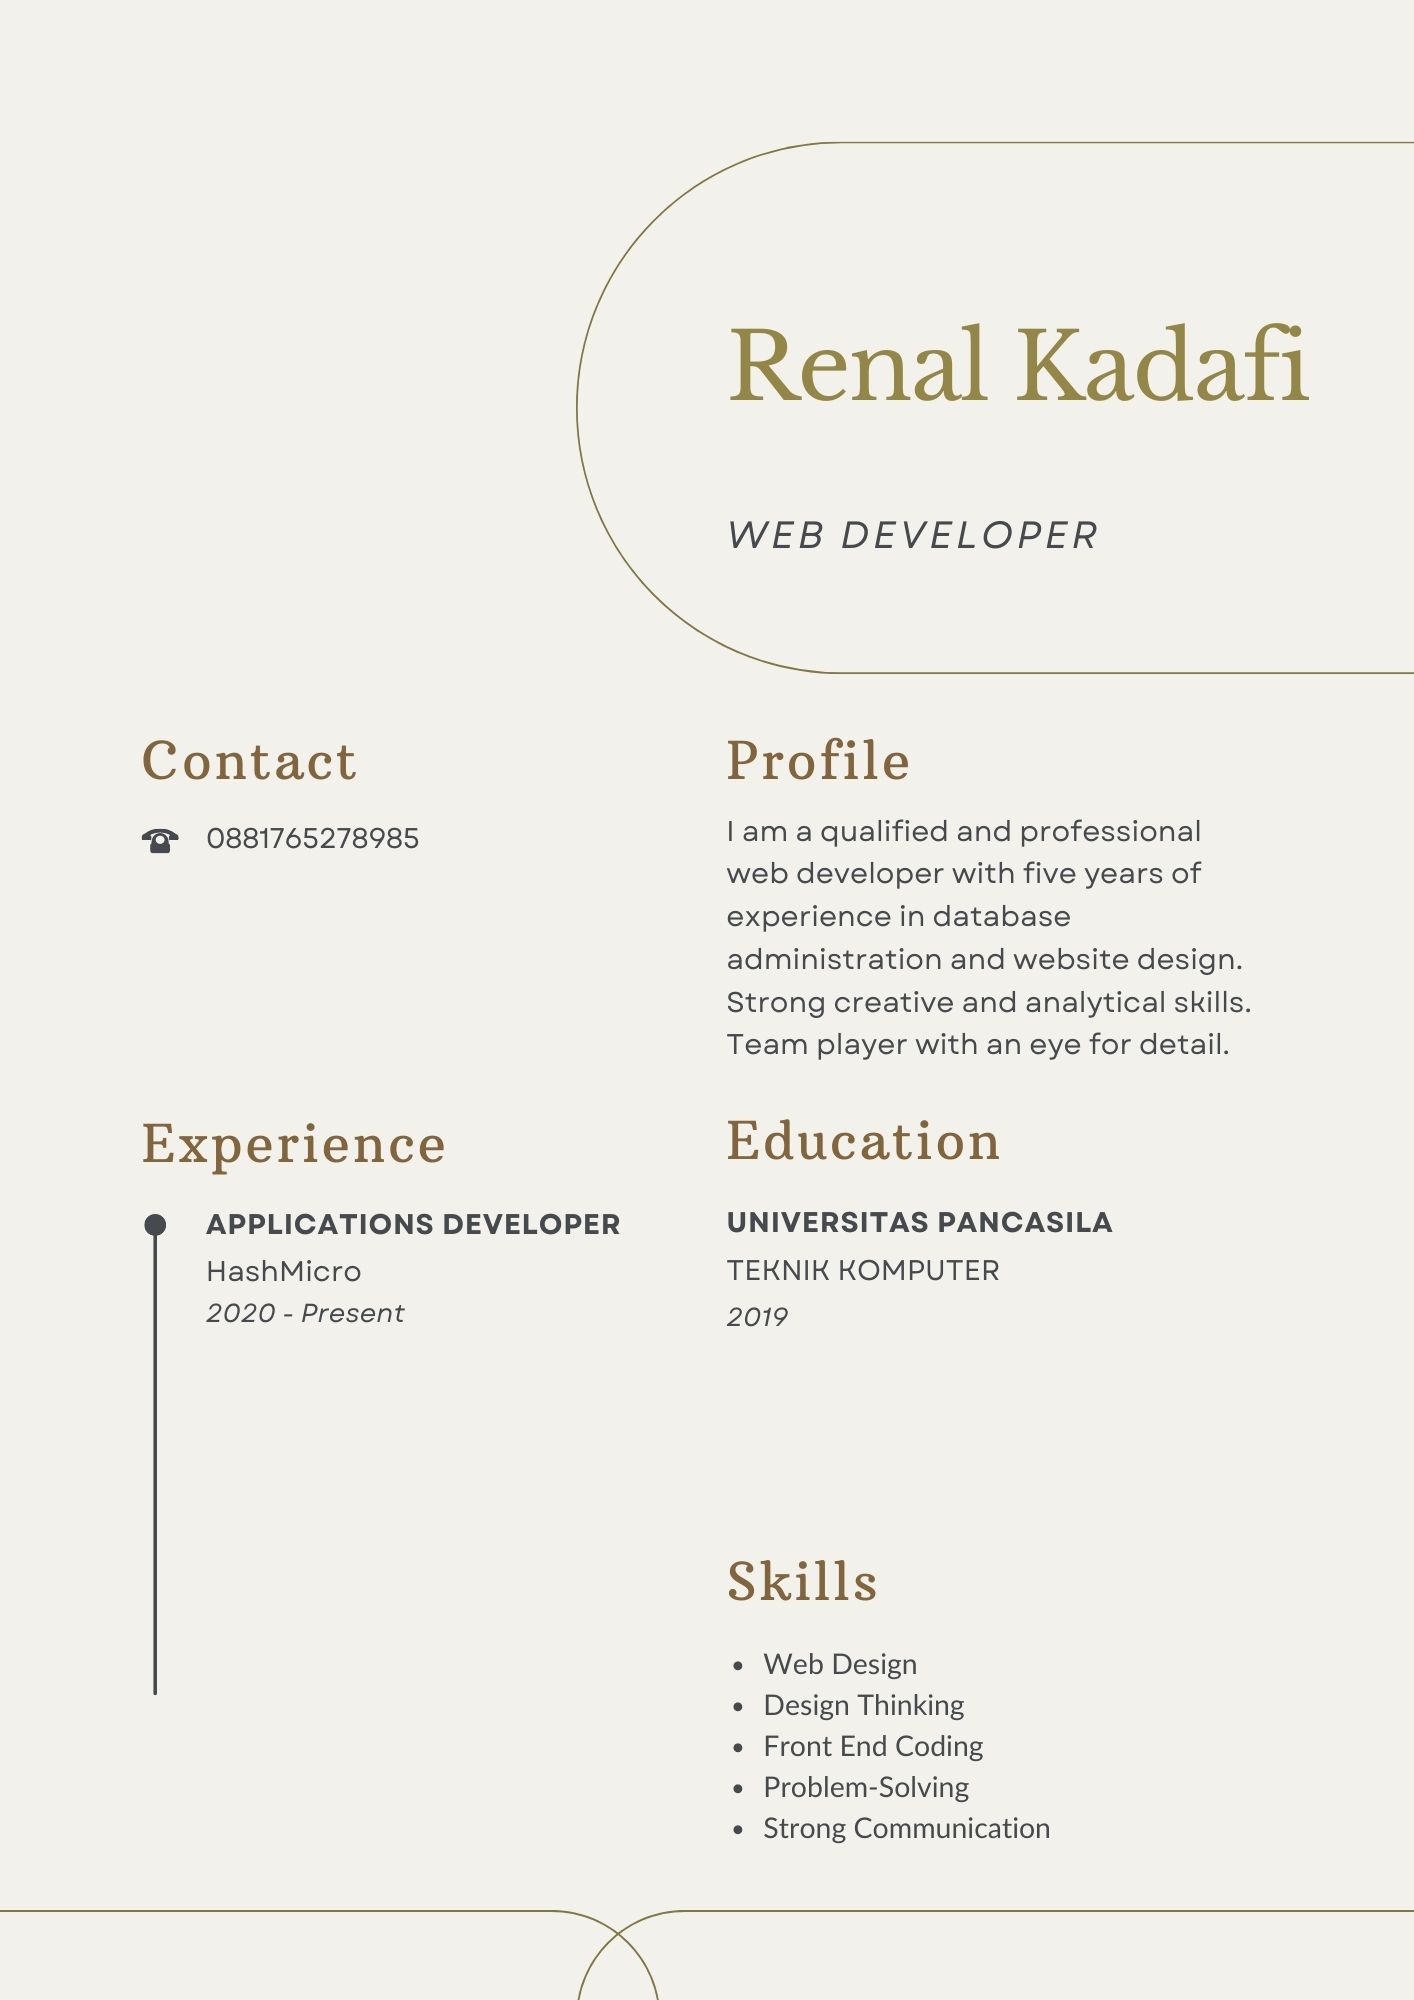 Renal Kadafi
WEB DEVELOPER
Contact
0881765278985
Profile
I am a qualified and professional
web developer with five years of
experience in database
administration and website design.
Strong creative and analytical skills.
Team player with an eye for detail.
Experience
APPLICATIONS DEVELOPER
HashMicro
2020 - Present
Education
UNIVERSITAS PANCASILA
TEKNIK KOMPUTER
2019
Skills
• Web Design
• Design Thinking
• Front End Coding
• Problem-Solving
• Strong Communication